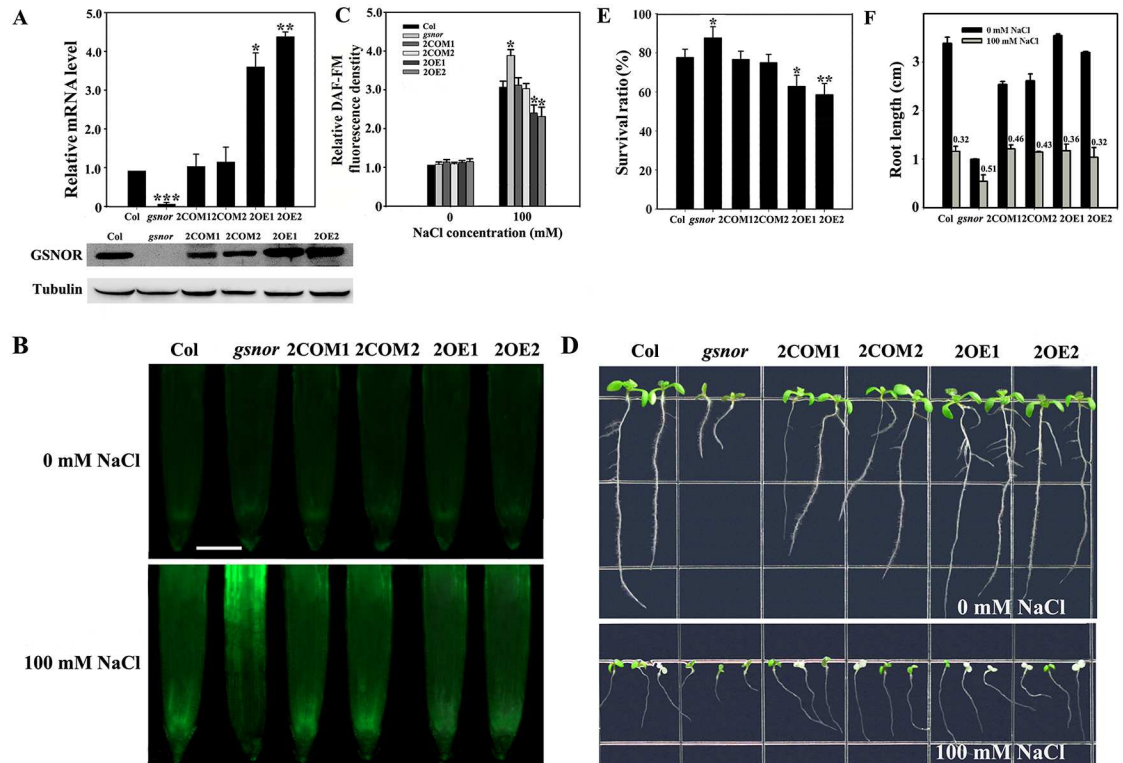 A
Relative mRNA level
5.0
4.0
3.0
2.0
1.0
0.0
***
*
**
Col gsnor 2COM1 2COM2 2OE1 2OE2
Col gsnor 2COM1 2COM2 2OE1 2OE2
GSNOR
Tubulin
C
Relative DAF-FM
fluorescence denstity
5.0
4.0
3.0
2.0
1.0
0.0
Col
gsnor
2COM1
2COM2
2OE1
2OE2
*
**
0 100
NaCl concentration (mM)
E
Survival ratio (%)
100
80
60
40
20
0
*
*
**
Col gsnor 2COM1 2COM2 2OE1 2OE2
F
Root length (cm)
3
2
1
0
0 mM NaCl
100 mM NaCl
0.32
0.51
0.46
0.43
0.36
0.32
Col gsnor 2COM1 2COM2 2OE1 2OE2
B
Col gsnor 2COM1 2COM2 2OE1 2OE2
0 mM NaCl
100 mM NaCl
D
Col gsnor 2COM1 2COM2 2OE1 2OE2
0 mM NaCl
100 mM NaCl